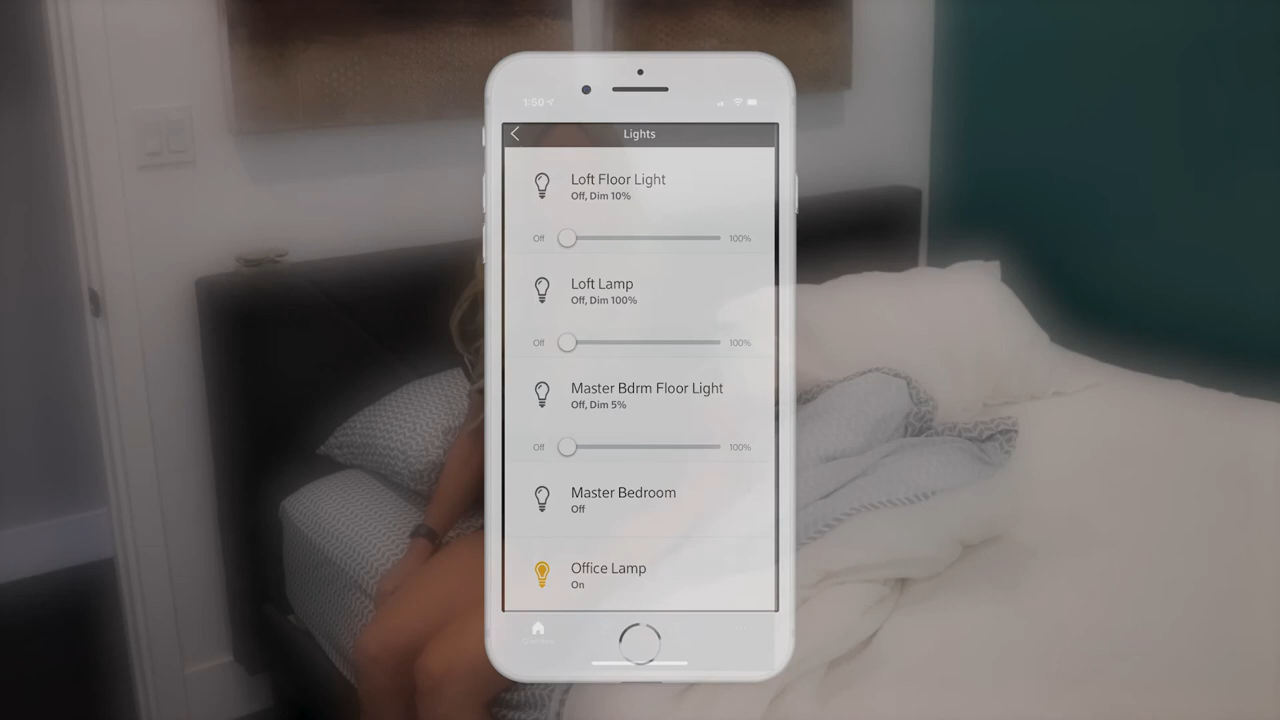 1:50
Lights
Loft Floor Light
Off, Dim 10%
Off 100%
Loft Lamp
Off, Dim 100%
Off 100%
Master Bdrm Floor Light
Off, Dim 5%
Off 100%
Master Bedroom
Off
Office Lamp
On